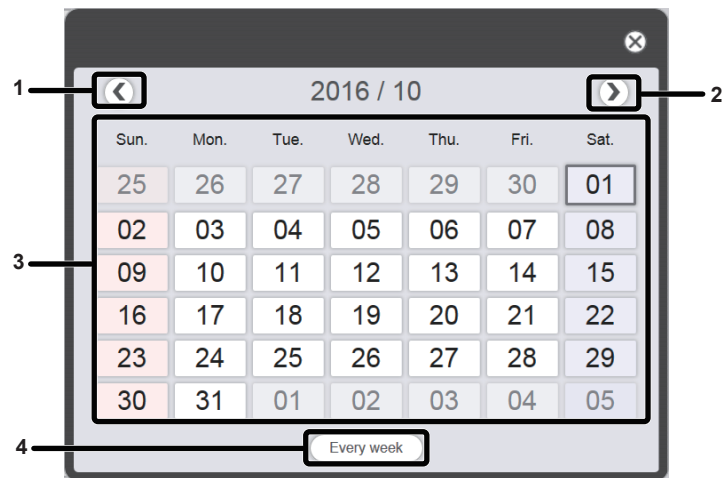 1
2016 / 10
2
Sun. Mon. Tue. Wed. Thu. Fri. Sat.
25 26 27 28 29 30 01
02 03 04 05 06 07 08
3
09 10 11 12 13 14 15
16 17 18 19 20 21 22
23 24 25 26 27 28 29
30 31 01 02 03 04 05
4
Every week